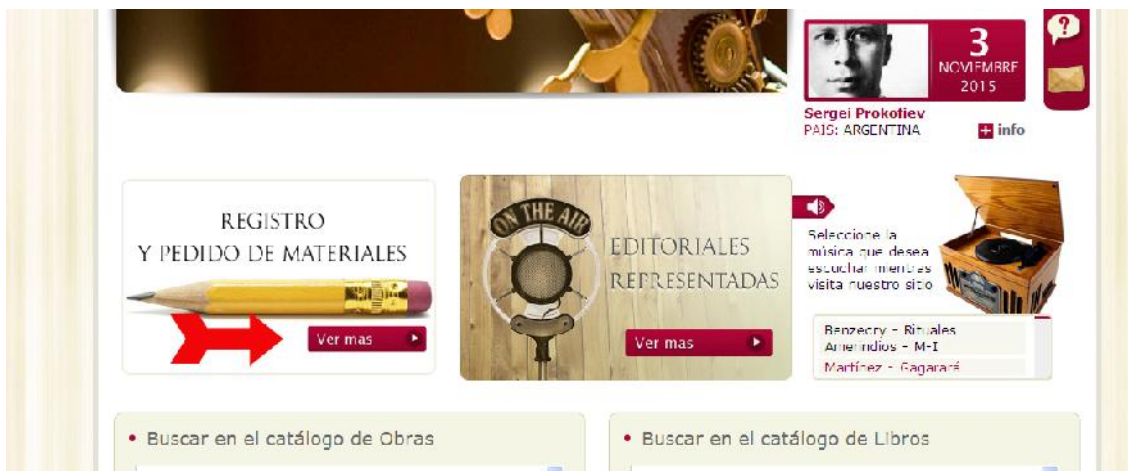 ?
3
NOVIEMBRE
2015
Sergei Prokofiev
PAIS: ARGENTINA
+ info
REGISTRO
Y PEDIDO DE MATERIALES
Ver mas
ON THE AIR
EDITORIALES
REPRESENTADAS
Ver mas
Seleccione la
música que desea
escuchar mientras
visita nuestro sitio
Benzecry - Rituales
Amerindios - M-I
Martínez - Gagarará
• Buscar en el catálogo de Obras
• Buscar en el catálogo de Libros